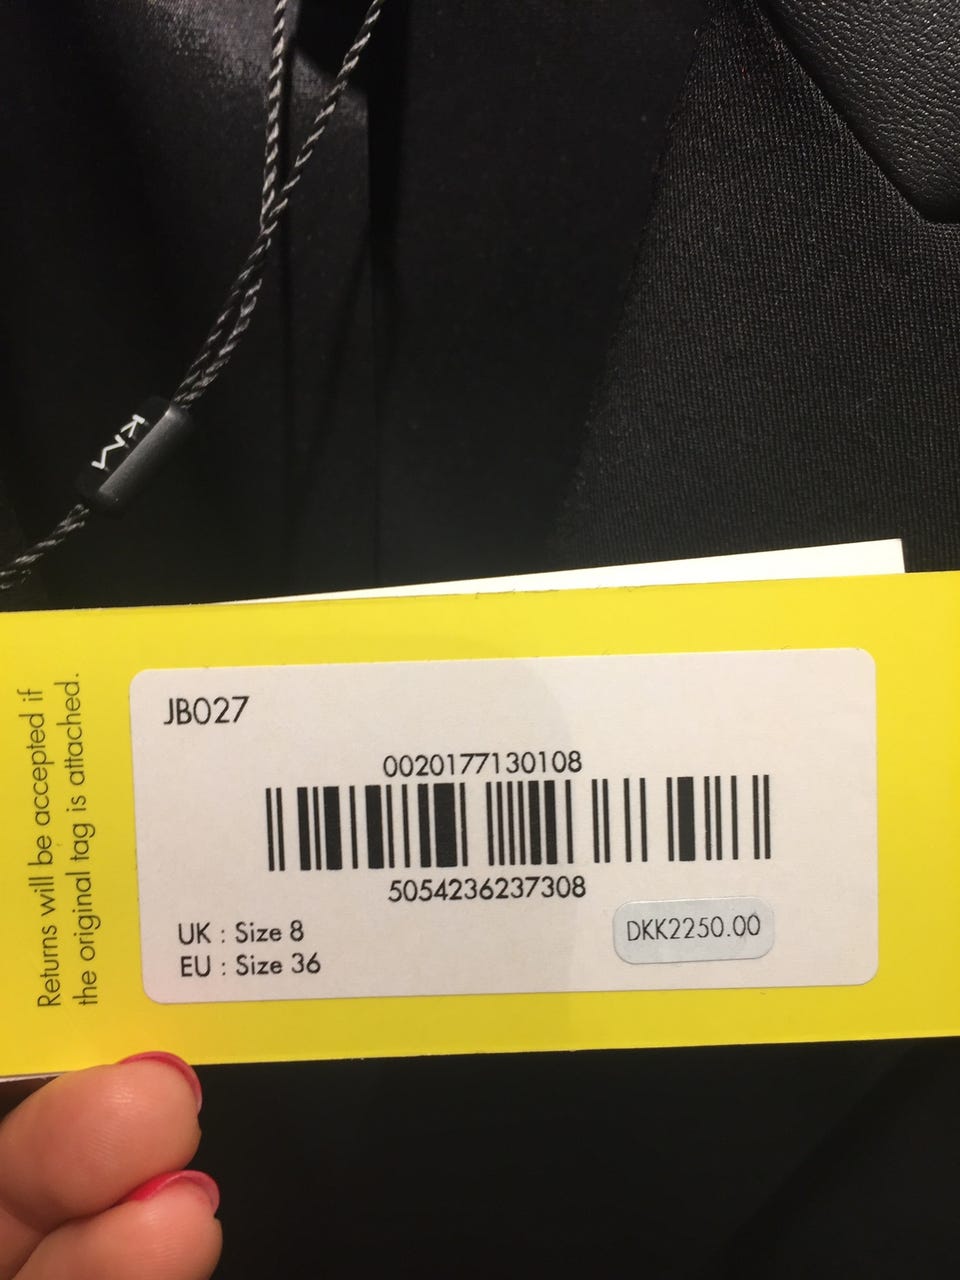 KM
JB027
0020177130108
5054236237308
UK : Size 8
EU : Size 36
DKK2250.00
Returns will be accepted if
the original tag is attached.